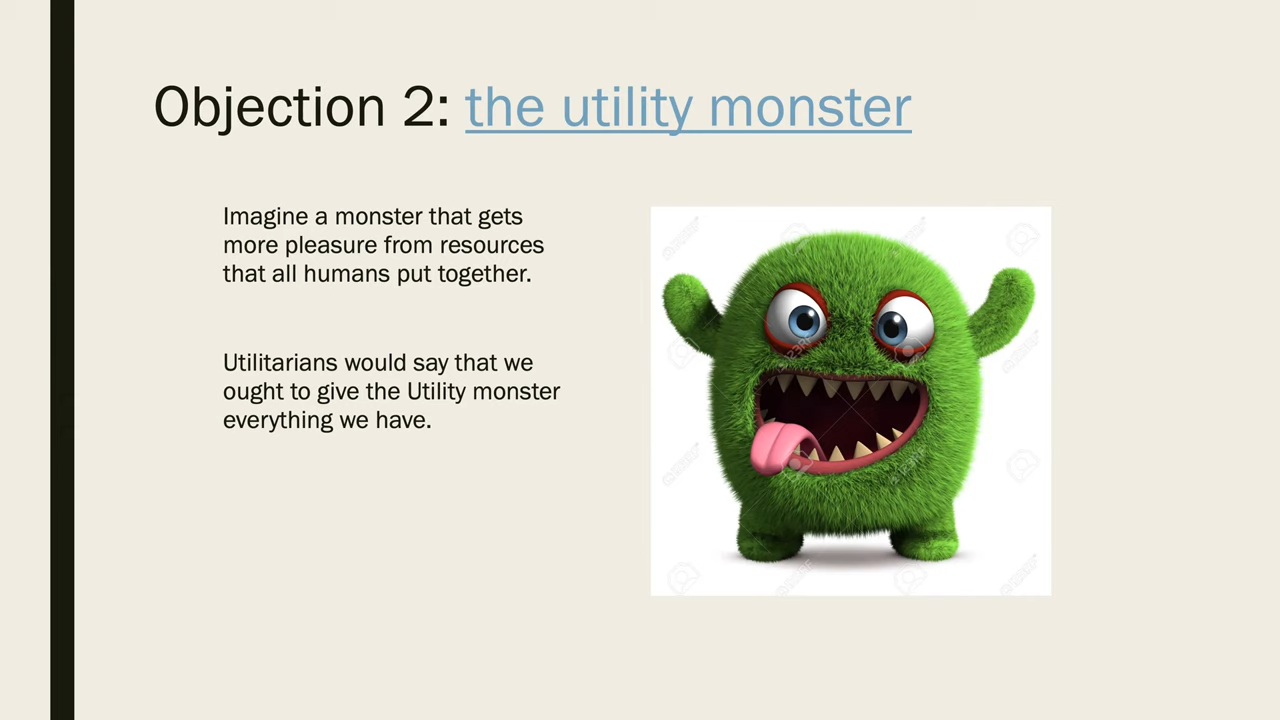 Objection 2: the utility monster
Imagine a monster that gets
more pleasure from resources
that all humans put together.
Utilitarians would say that we
ought to give the Utility monster
everything we have.